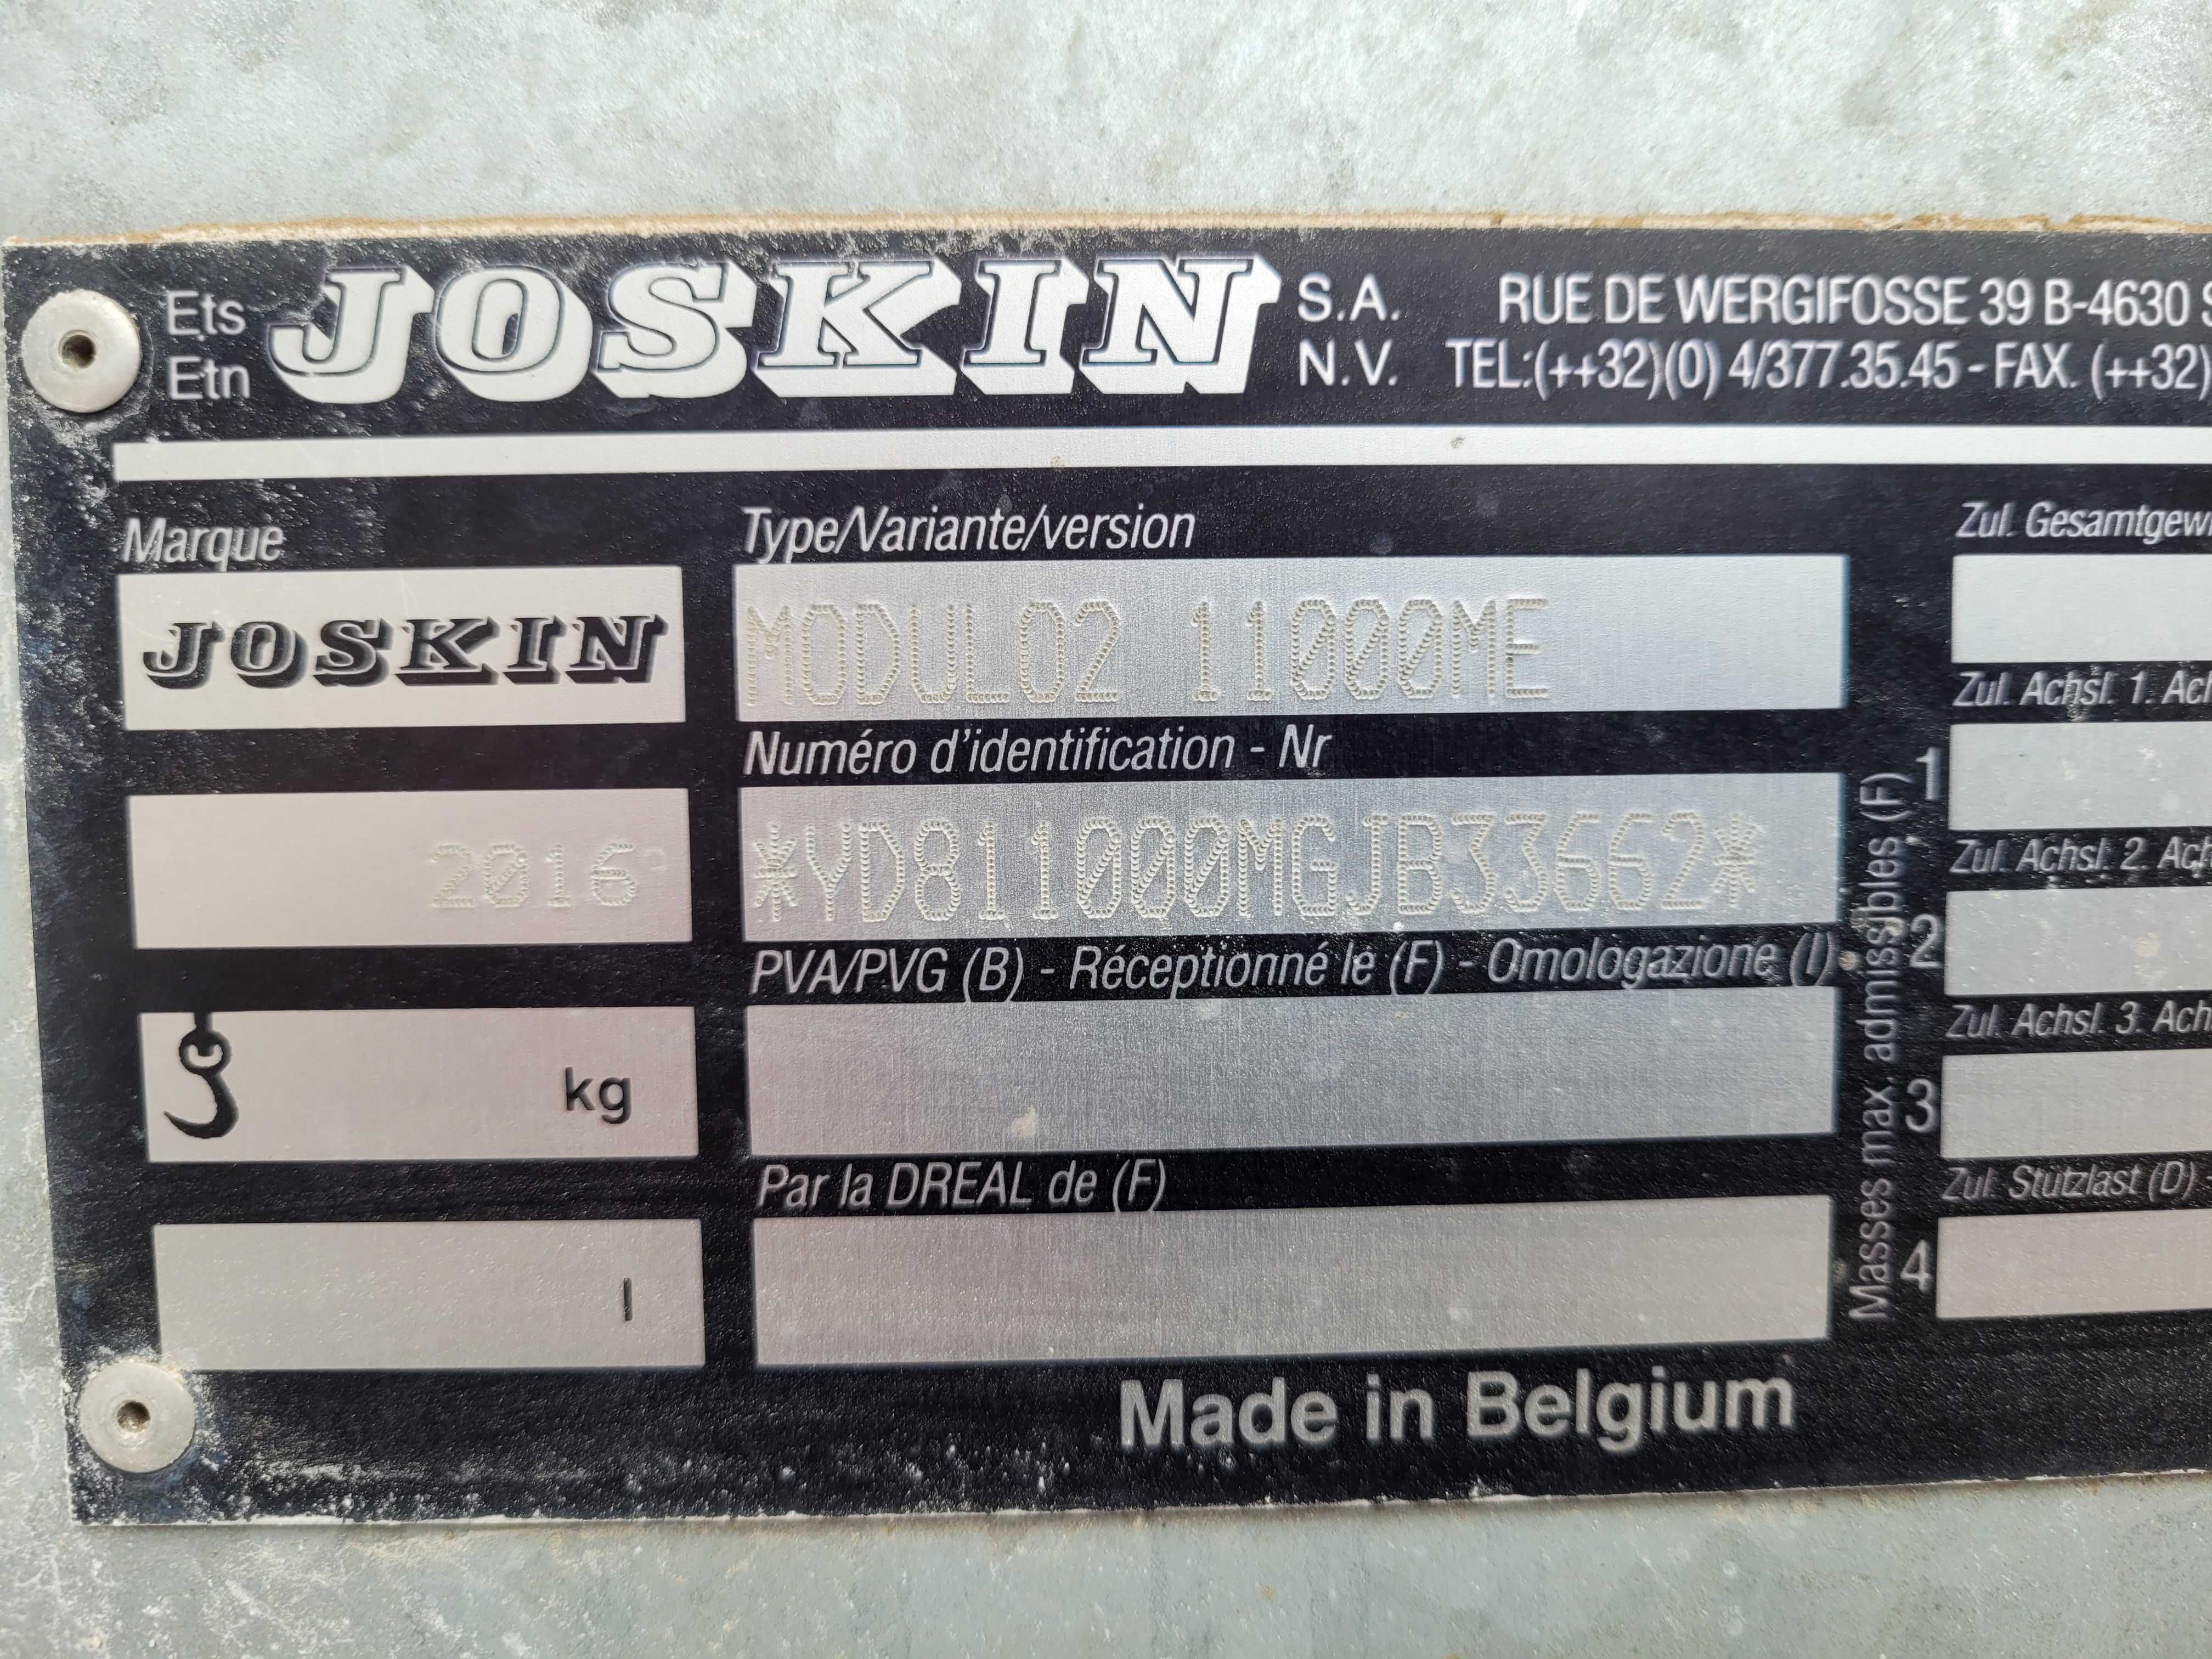 Ets JOSKIN S.A. RUE DE WERGIFOSSE 39 B-4630
Etn N.V. TEL:(++32)(0) 4/377.35.45 - FAX. (++32)
Marque
JOSKIN
2016
kg
l
Type/Variante/version
MODULO2 11000ME
Numéro d'identification - Nr
*YD811000MGJB33662*
PVA/PVG (B) - Réceptionné le (F) - Omologazione (I)
Par la DREAL de (F)
Masses max. admissibles (F)
Zul. Gesamtgew
Zul. Achsl. 1. Ach
1
Zul. Achsl. 2. Ach
2
Zul. Achsl. 3. Ach
3
Zul. Stützlast (D) -
4
Made in Belgium